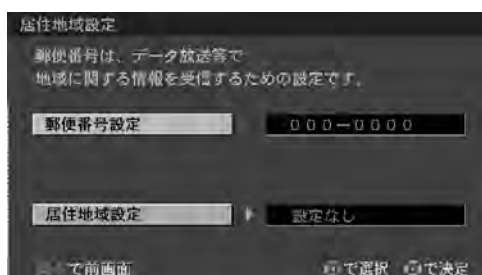 居住地域設定
郵便番号は、データ放送等で
地域に関する情報を受信するための設定です。
郵便番号設定 000-0000
居住地域設定 設定なし
で前画面 で選択 で決定